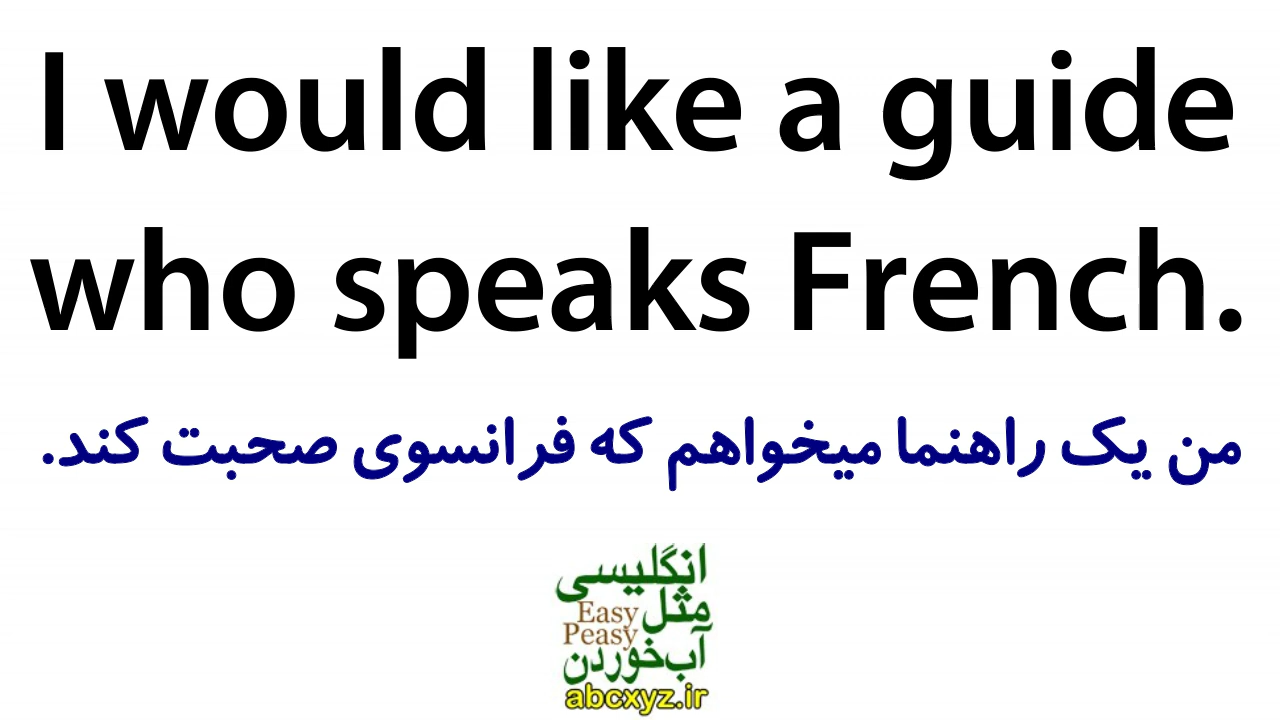 I would like a guide
who speaks French.
من یک راهنما میخواهم که فرانسوی صحبت کند.
انگلیسی
مثل
Easy
Peasy
آب‌خوردن
abcxyz.ir